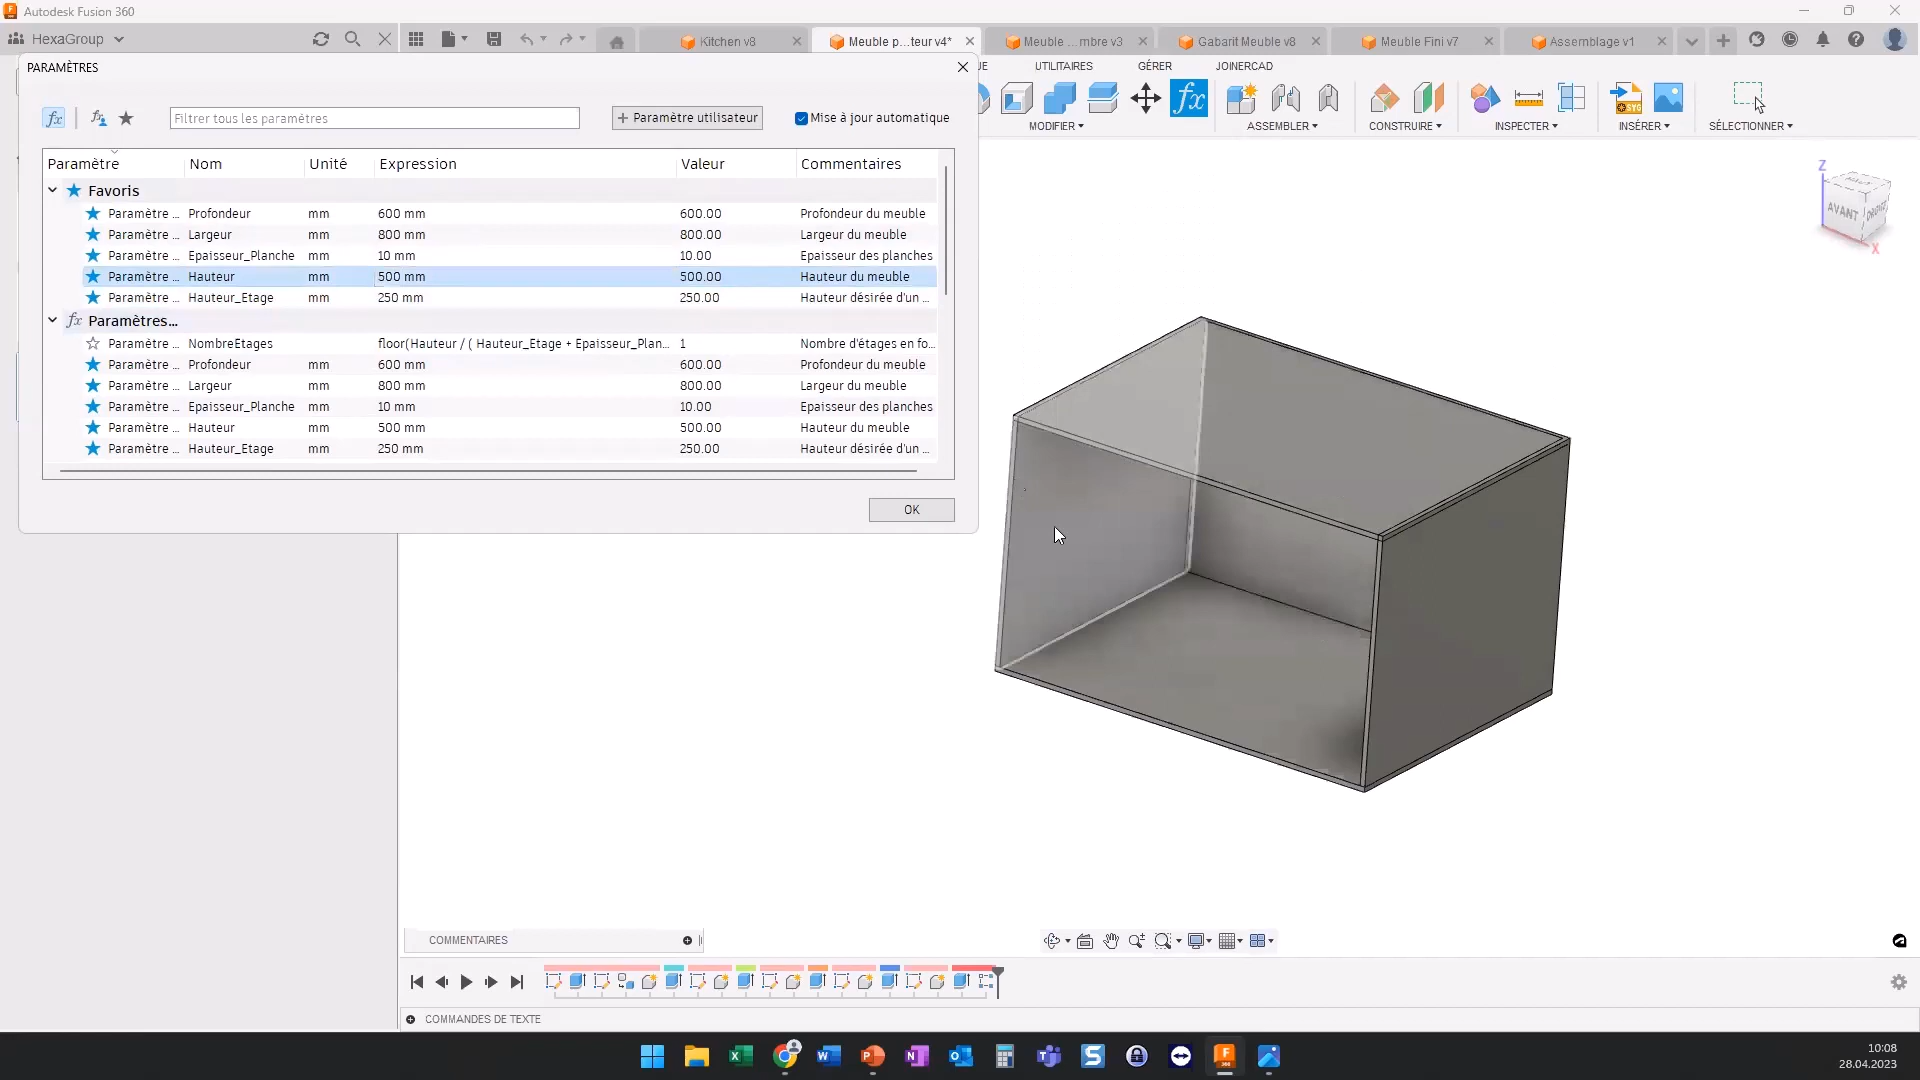 Autodesk Fusion 360
HexaGroup
Kitchen v8
Meuble p...teur v4*
Meuble ...mbre v3
Gabarit Meuble v8
Meuble Fini v7
Assemblage v1
PARAMÈTRES
UTILITAIRES
GÉRER
JOINERCAD
fx
MODIFIER
ASSEMBLER
CONSTRUIRE
INSPECTER
INSÉRER
SÉLECTIONNER
Filtrer tous les paramètres
+ Paramètre utilisateur
Mise à jour automatique
Paramètre Nom Unité Expression Valeur Commentaires
Favoris
Paramètre ... Profondeur mm 600 mm 600.00 Profondeur du meuble
Paramètre ... Largeur mm 800 mm 800.00 Largeur du meuble
Paramètre ... Epaisseur_Planche mm 10 mm 10.00 Epaisseur des planches
Paramètre ... Hauteur mm 500 mm 500.00 Hauteur du meuble
Paramètre ... Hauteur_Etage mm 250 mm 250.00 Hauteur désirée d'un ...
fx Paramètres...
Paramètre ... NombreEtages floor(Hauteur / ( Hauteur_Etage + Epaisseur_Plan... 1 Nombre d'étages en fo...
Paramètre ... Profondeur mm 600 mm 600.00 Profondeur du meuble
Paramètre ... Largeur mm 800 mm 800.00 Largeur du meuble
Paramètre ... Epaisseur_Planche mm 10 mm 10.00 Epaisseur des planches
Paramètre ... Hauteur mm 500 mm 500.00 Hauteur du meuble
Paramètre ... Hauteur_Etage mm 250 mm 250.00 Hauteur désirée d'un ...
OK
Z
HAUT
AVANT
DROITE
X
COMMENTAIRES
COMMANDES DE TEXTE
10:08
28.04.2023